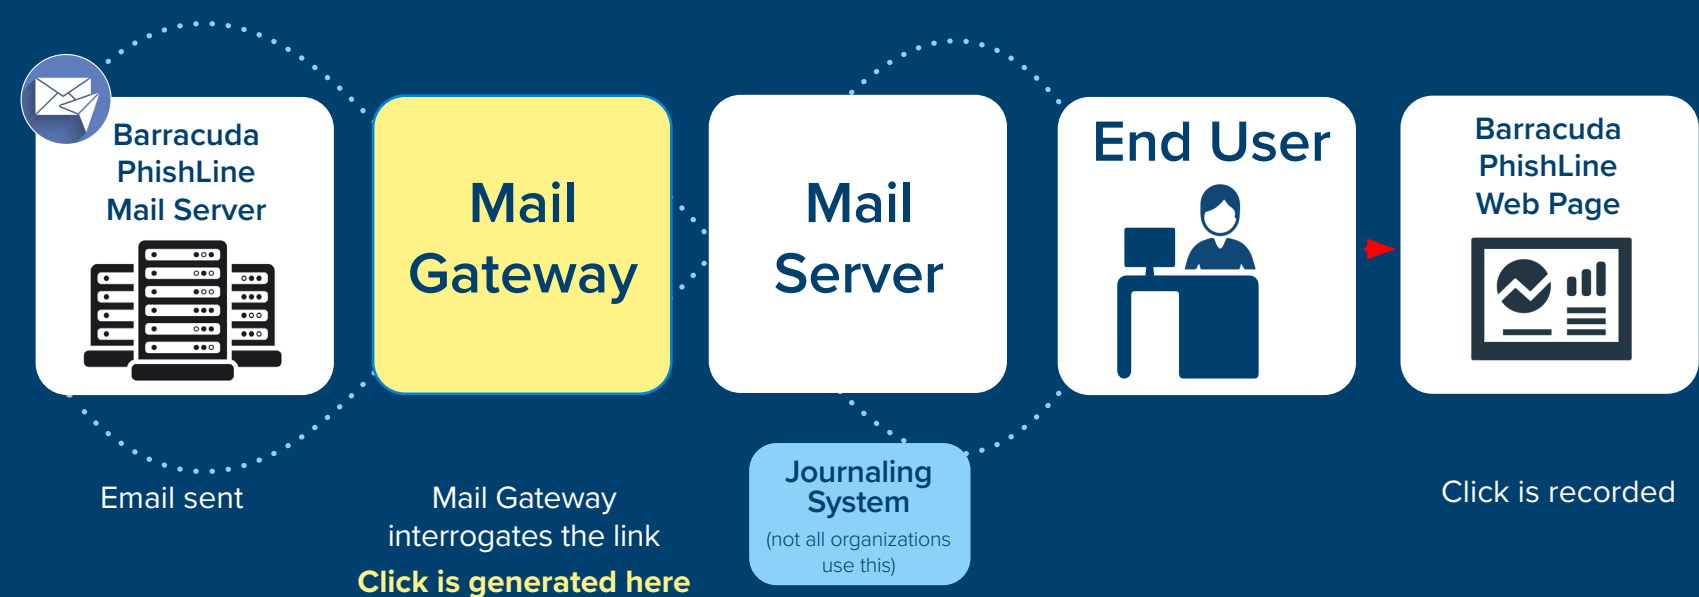 Barracuda
PhishLine
Mail Server
Mail
Gateway
Mail
Server
End User
Barracuda
PhishLine
Web Page
Email sent
Mail Gateway
interrogates the link
Click is generated here
Journaling
System
(not all organizations
use this)
Click is recorded